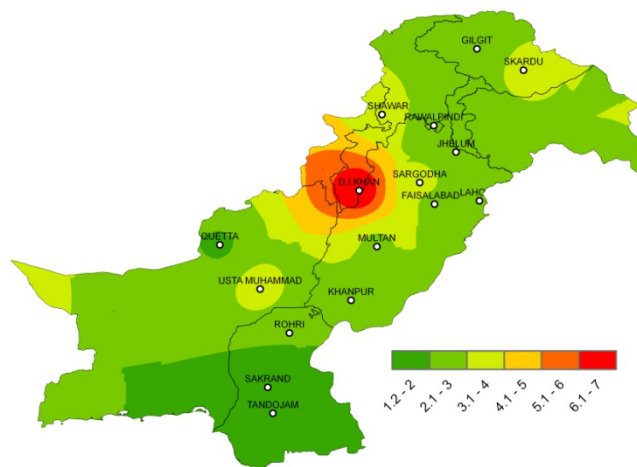 GILGIT
SKARDU
SHAWAR
RAWALPINDI
JHELUM
SARGODHA
D.I.KHAN
FAISALABAD
LAHO
QUETTA
MULTAN
USTA MUHAMMAD
KHANPUR
ROHRI
SAKRAND
TANDOJAM
1.2 - 2
2.1 - 3
3.1 - 4
4.1 - 5
5.1 - 6
6.1 - 7